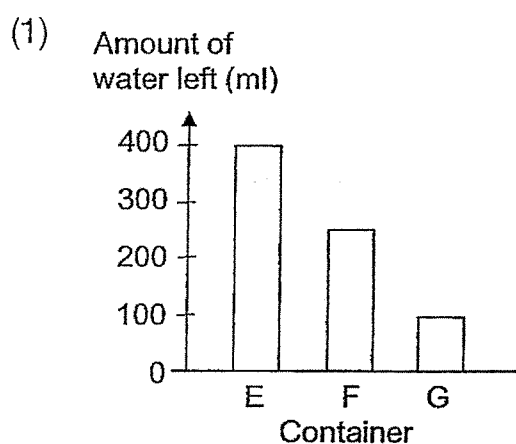 (1)
Amount of
water left (ml)
400
300
200
100
0
E F G
Container